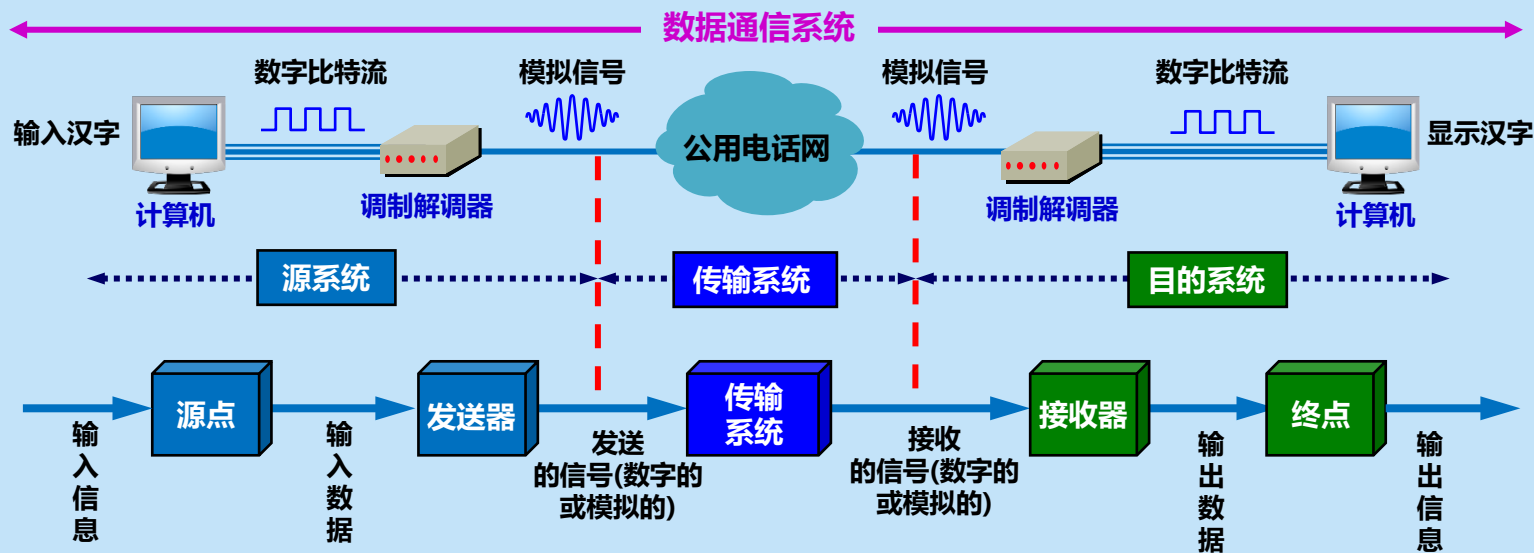 数据通信系统
数字比特流
模拟信号
模拟信号
数字比特流
输入汉字
公用电话网
显示汉字
计算机
调制解调器
调制解调器
计算机
源系统
传输系统
目的系统
源点
发送器
传输
系统
接收器
终点
输入信息
输入数据
发送
的信号(数字的
或模拟的)
接收
的信号(数字的
或模拟的)
输出数据
输出信息